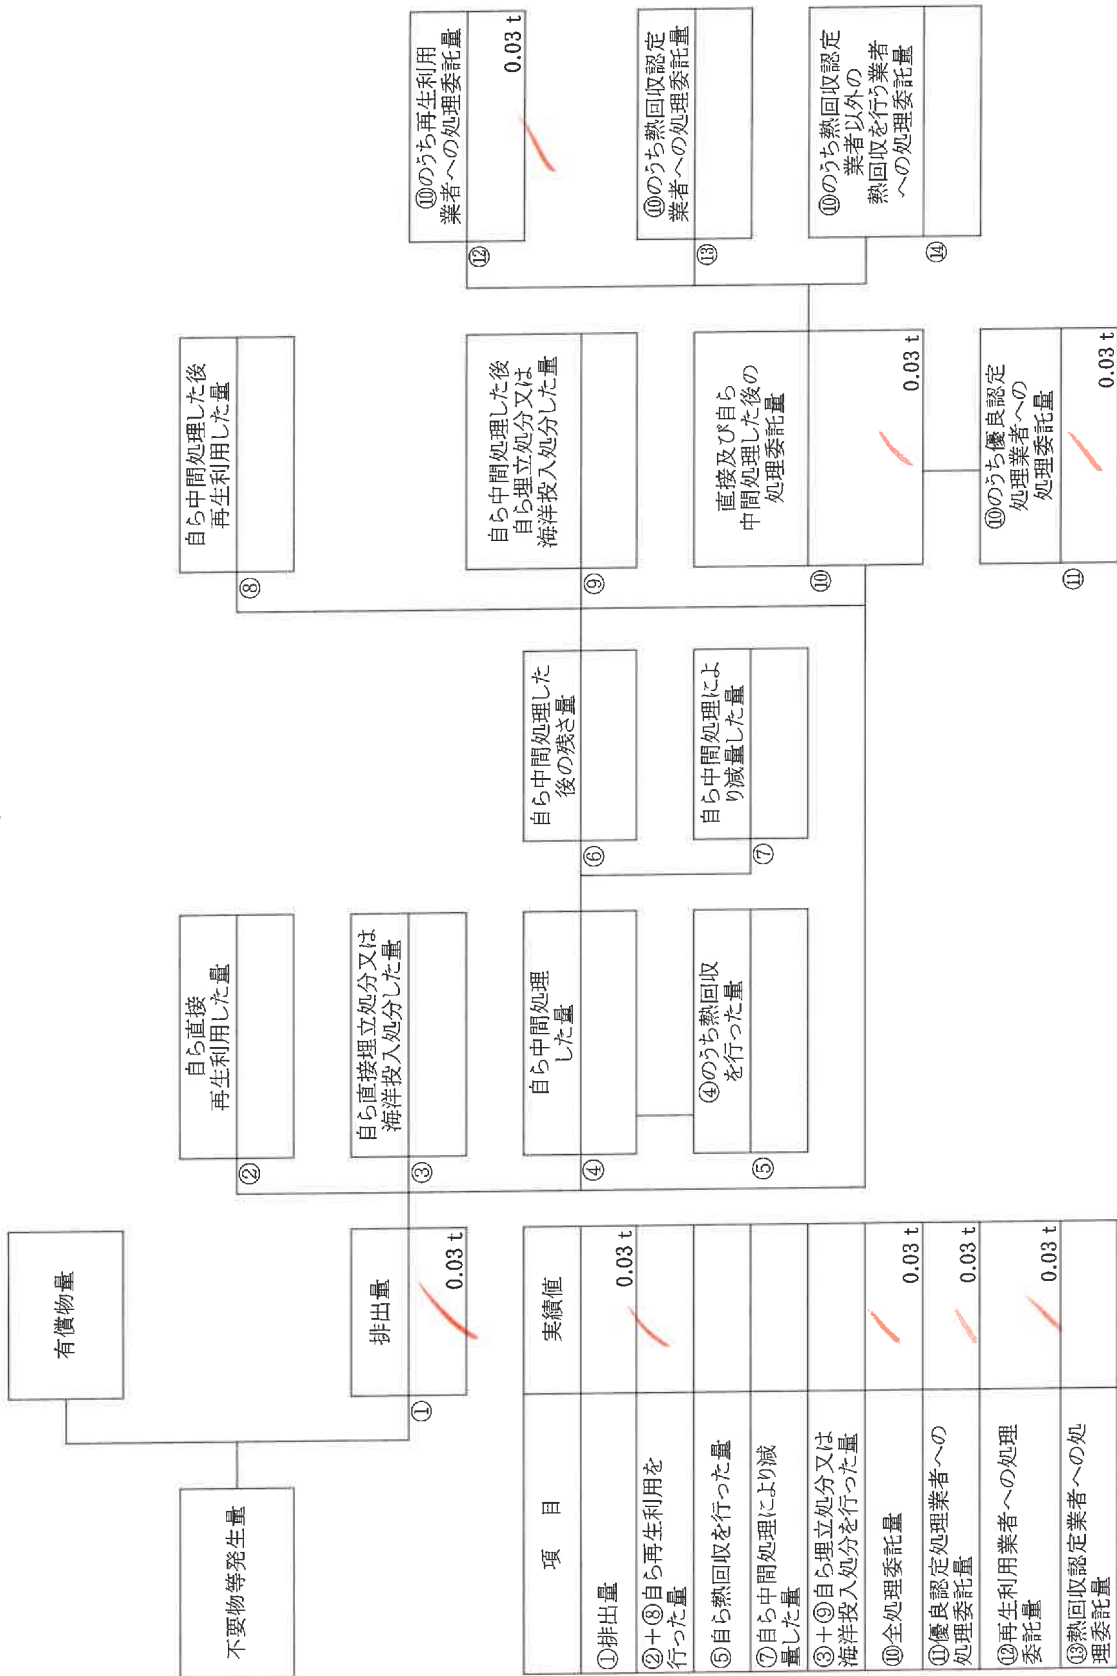 不要物等発生量
有償物量
排出量
①
0.03 t
自ら直接
再生利用した量
②
自ら直接埋立処分又は
海洋投入処分した量
③
自ら中間処理
した量
④
④のうち熱回収
を行った量
⑤
自ら中間処理した
後の残さ量
⑥
自ら中間処理によ
り減量した量
⑦
自ら中間処理した後
再生利用した量
⑧
自ら中間処理した後
自ら埋立処分又は
海洋投入処分した量
⑨
直接及び自ら
中間処理した後の
処理委託量
⑩
0.03 t
⑩のうち優良認定
処理業者への
処理委託量
⑪
0.03 t
⑩のうち再生利用
業者への処理委託量
⑫
0.03 t
⑩のうち熱回収認定
業者への処理委託量
⑬
⑩のうち熱回収認定
業者以外の
熱回収を行う業者
への処理委託量
⑭
項 目 実績値
①排出量 0.03 t
②+⑧自ら再生利用を
行った量
⑤自ら熱回収を行った量
⑦自ら中間処理により減
量した量
③+⑨自ら埋立処分又は
海洋投入処分を行った量
⑩全処理委託量 0.03 t
⑪優良認定処理業者への
処理委託量 0.03 t
⑫再生利用業者への処理
委託量 0.03 t
⑬熱回収認定業者への処
理委託量